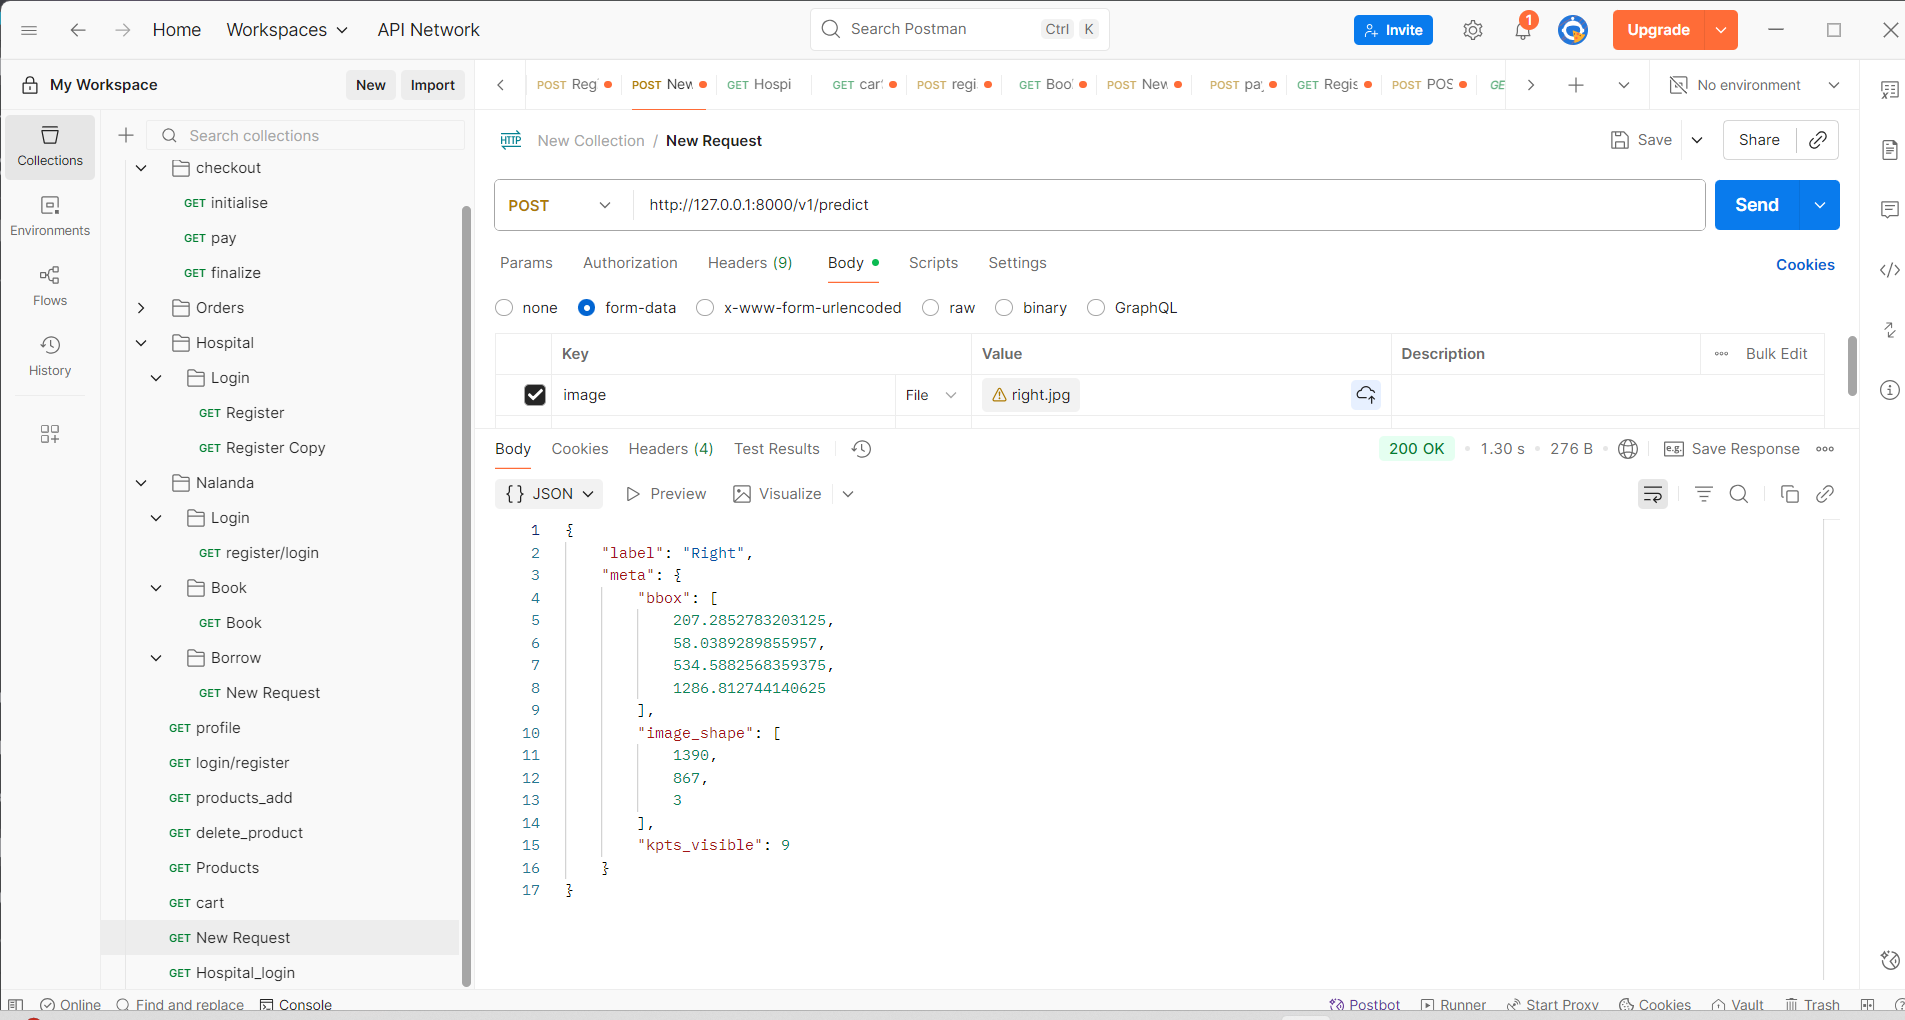 Home Workspaces API Network Search Postman Ctrl K Invite 1 Upgrade
My Workspace New Import
POST Reg POST New GET Hospi GET car POST regi GET Boo POST New POST pay GET Regis POST POS GE No environment
Collections
Environments
Flows
History
Search collections
checkout
GET initialise
GET pay
GET finalize
Orders
Hospital
Login
GET Register
GET Register Copy
Nalanda
Login
GET register/login
Book
GET Book
Borrow
GET New Request
GET profile
GET login/register
GET products_add
GET delete_product
GET Products
GET cart
GET New Request
GET Hospital_login
HTTP New Collection / New Request Save Share
POST http://127.0.0.1:8000/v1/predict Send
Params Authorization Headers (9) Body Scripts Settings Cookies
none form-data x-www-form-urlencoded raw binary GraphQL
Key Value Description Bulk Edit
image File right.jpg
Body Cookies Headers (4) Test Results 200 OK 1.30 s 276 B e.g. Save Response
{} JSON Preview Visualize
1 {
2 "label": "Right",
3 "meta": {
4 "bbox": [
5 207.2852783203125,
6 58.0389289855957,
7 534.5882568359375,
8 1286.812744140625
9 ],
10 "image_shape": [
11 1390,
12 867,
13 3
14 ],
15 "kpts_visible": 9
16 }
17 }
Online Find and replace Console Postbot Runner Start Proxy Cookies Vault Trash